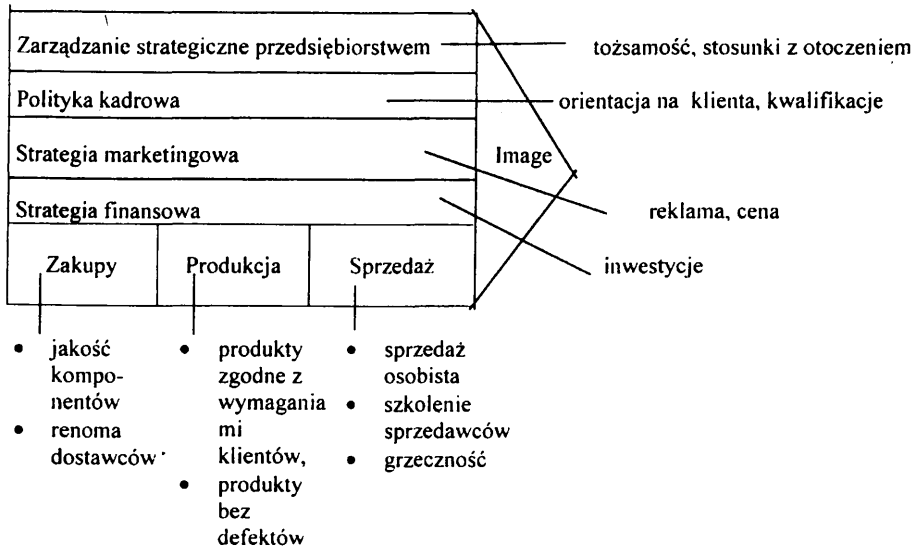 Zarządzanie strategiczne przedsiębiorstwem
tożsamość, stosunki z otoczeniem
Polityka kadrowa
orientacja na klienta, kwalifikacje
Strategia marketingowa
Image
reklama, cena
Strategia finansowa
inwestycje
Zakupy
Produkcja
Sprzedaż
• jakość
kompo-
nentów
• renoma
dostawców
• produkty
zgodne z
wymagania
mi
klientów,
• produkty
bez
defektów
• sprzedaż
osobista
• szkolenie
sprzedawców
• grzeczność